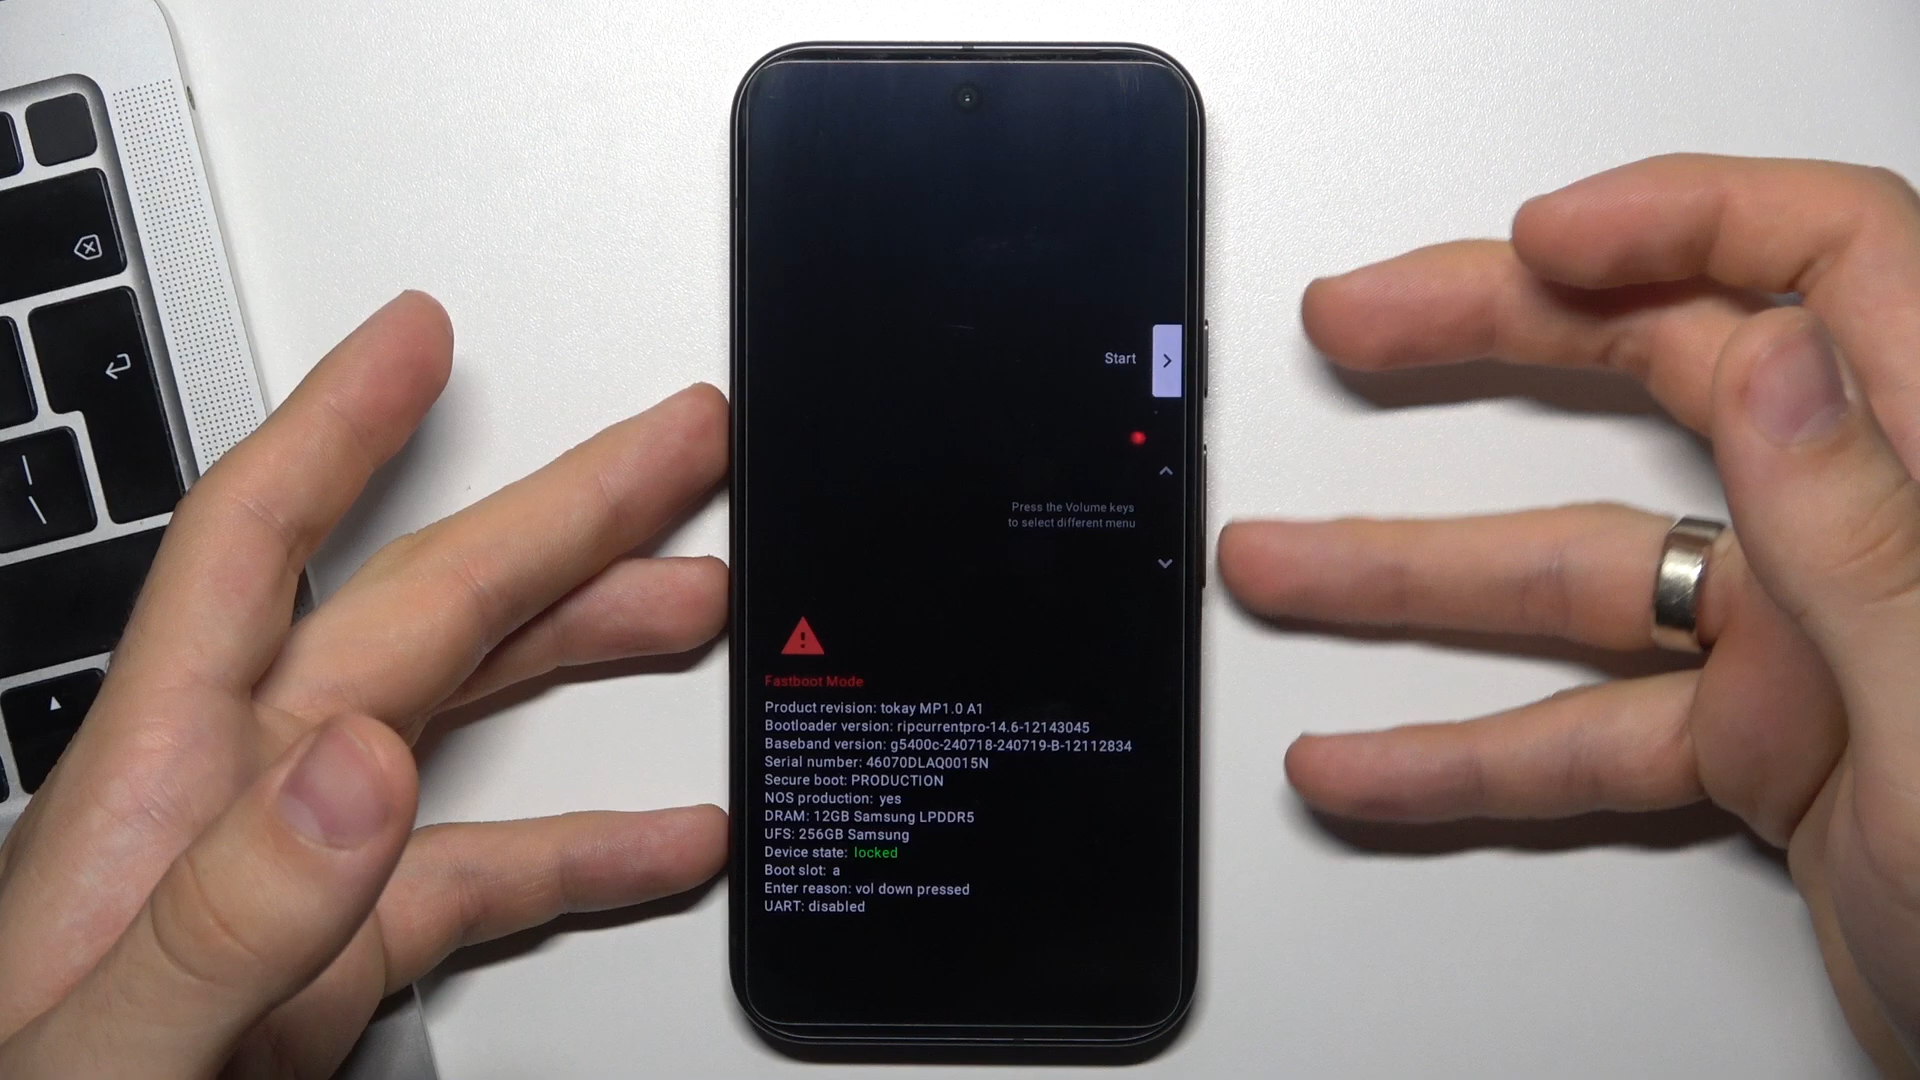 Start
Press the Volume keys
to select different menu
Fastboot Mode
Product revision: tokay MP1.0 A1
Bootloader version: ripcurrentpro-14.6-12143045
Baseband version: g5400c-240718-240719-B-12112834
Serial number: 46070DLAQ0015N
Secure boot: PRODUCTION
NOS production: yes
DRAM: 12GB Samsung LPDDR5
UFS: 256GB Samsung
Device state: locked
Boot slot: a
Enter reason: vol down pressed
UART: disabled